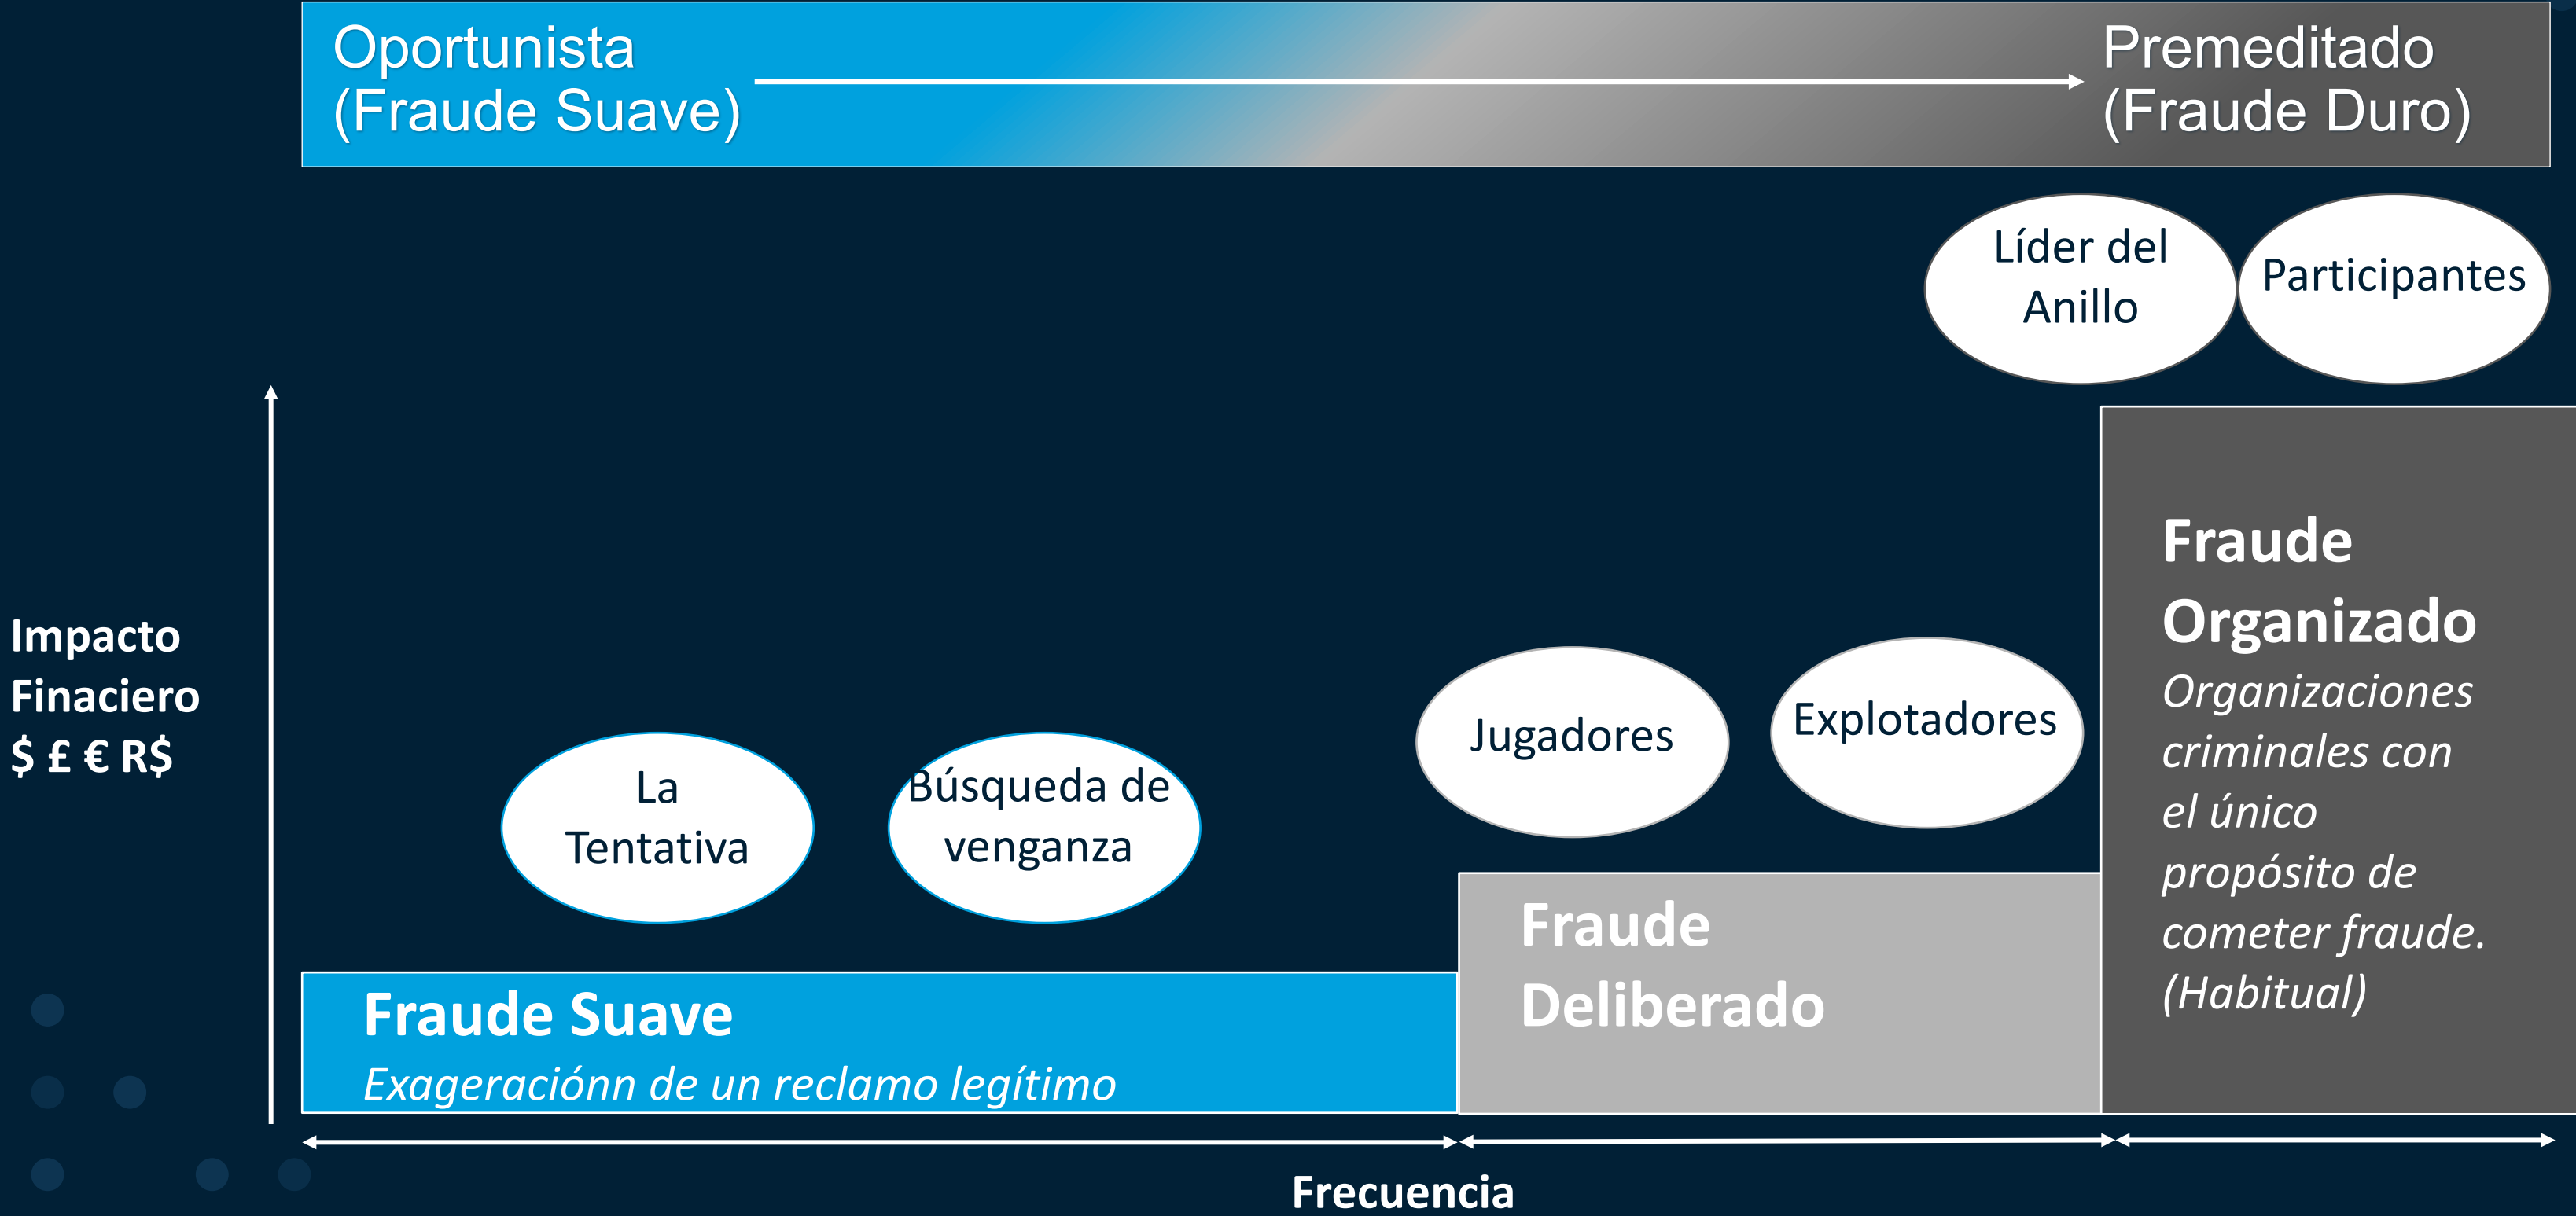 Oportunista
(Fraude Suave)
Premeditado
(Fraude Duro)
Líder del
Anillo
Participantes
Impacto
Finaciero
$ £ € R$
La
Tentativa
Búsqueda de
venganza
Jugadores
Explotadores
Fraude Suave
Exageraciónn de un reclamo legítimo
Fraude
Deliberado
Fraude
Organizado
Organizaciones
criminales con
el único
propósito de
cometer fraude.
(Habitual)
Frecuencia